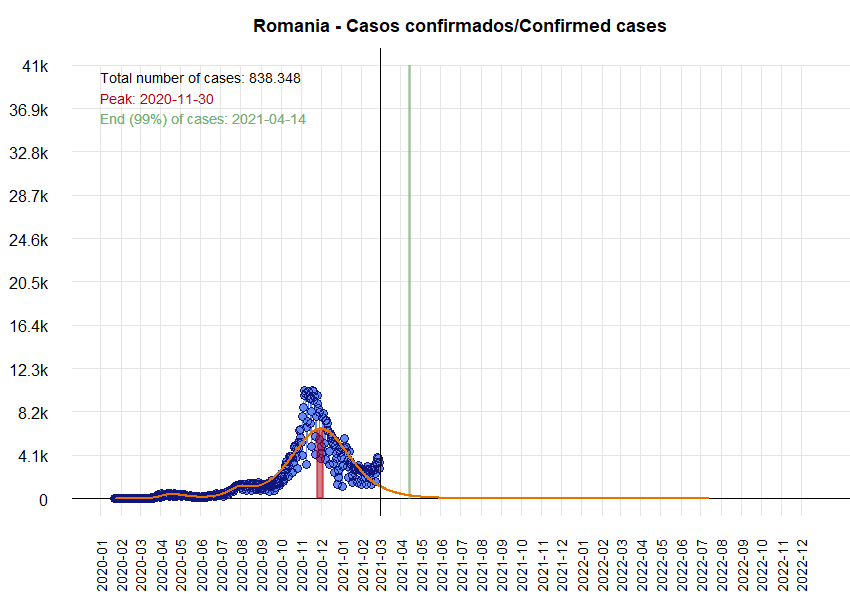 Romania - Casos confirmados/Confirmed cases
41k
Total number of cases: 838.348
Peak: 2020-11-30
End (99%) of cases: 2021-04-14
36.9k
32.8k
28.7k
24.6k
20.5k
16.4k
12.3k
8.2k
4.1k
0
2020-01
2020-02
2020-03
2020-04
2020-05
2020-06
2020-07
2020-08
2020-09
2020-10
2020-11
2020-12
2021-01
2021-02
2021-03
2021-04
2021-05
2021-06
2021-07
2021-08
2021-09
2021-10
2021-11
2021-12
2022-01
2022-02
2022-03
2022-04
2022-05
2022-06
2022-07
2022-08
2022-09
2022-10
2022-11
2022-12